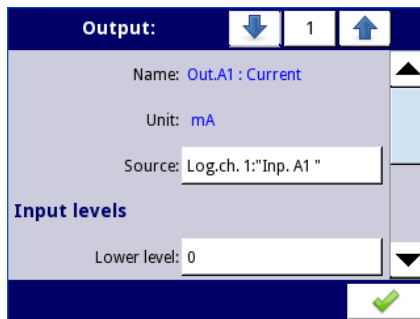 Output: 1
Name: Out.A1 : Current
Unit: mA
Source: Log.ch. 1:"Inp. A1 "
Input levels
Lower level: 0